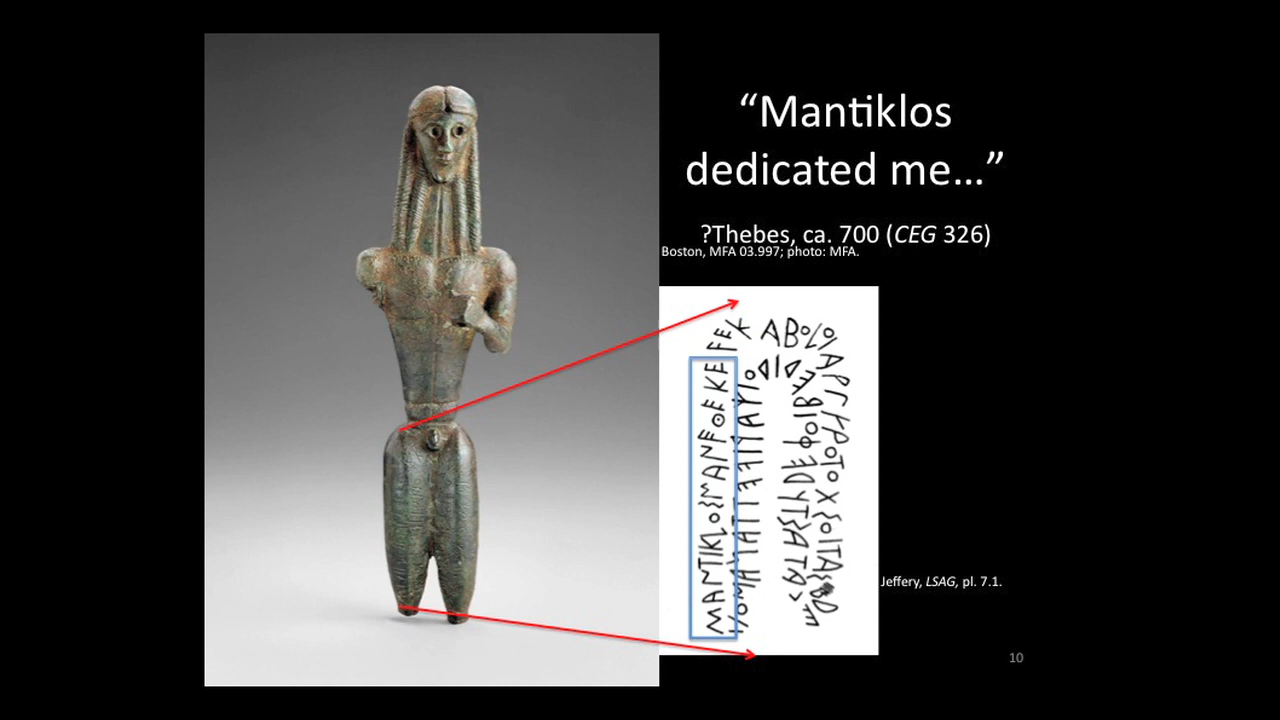 “Mantiklos
dedicated me…”
?Thebes, ca. 700 (CEG 326)
Boston, MFA 03.997; photo: MFA.
ΜΑΝΤΙΚΛΟΣΜΑΝΕΘΕΚΕϜΕΚΑΒΟΛΟΙ
Jeffery, LSAG, pl. 7.1.
10